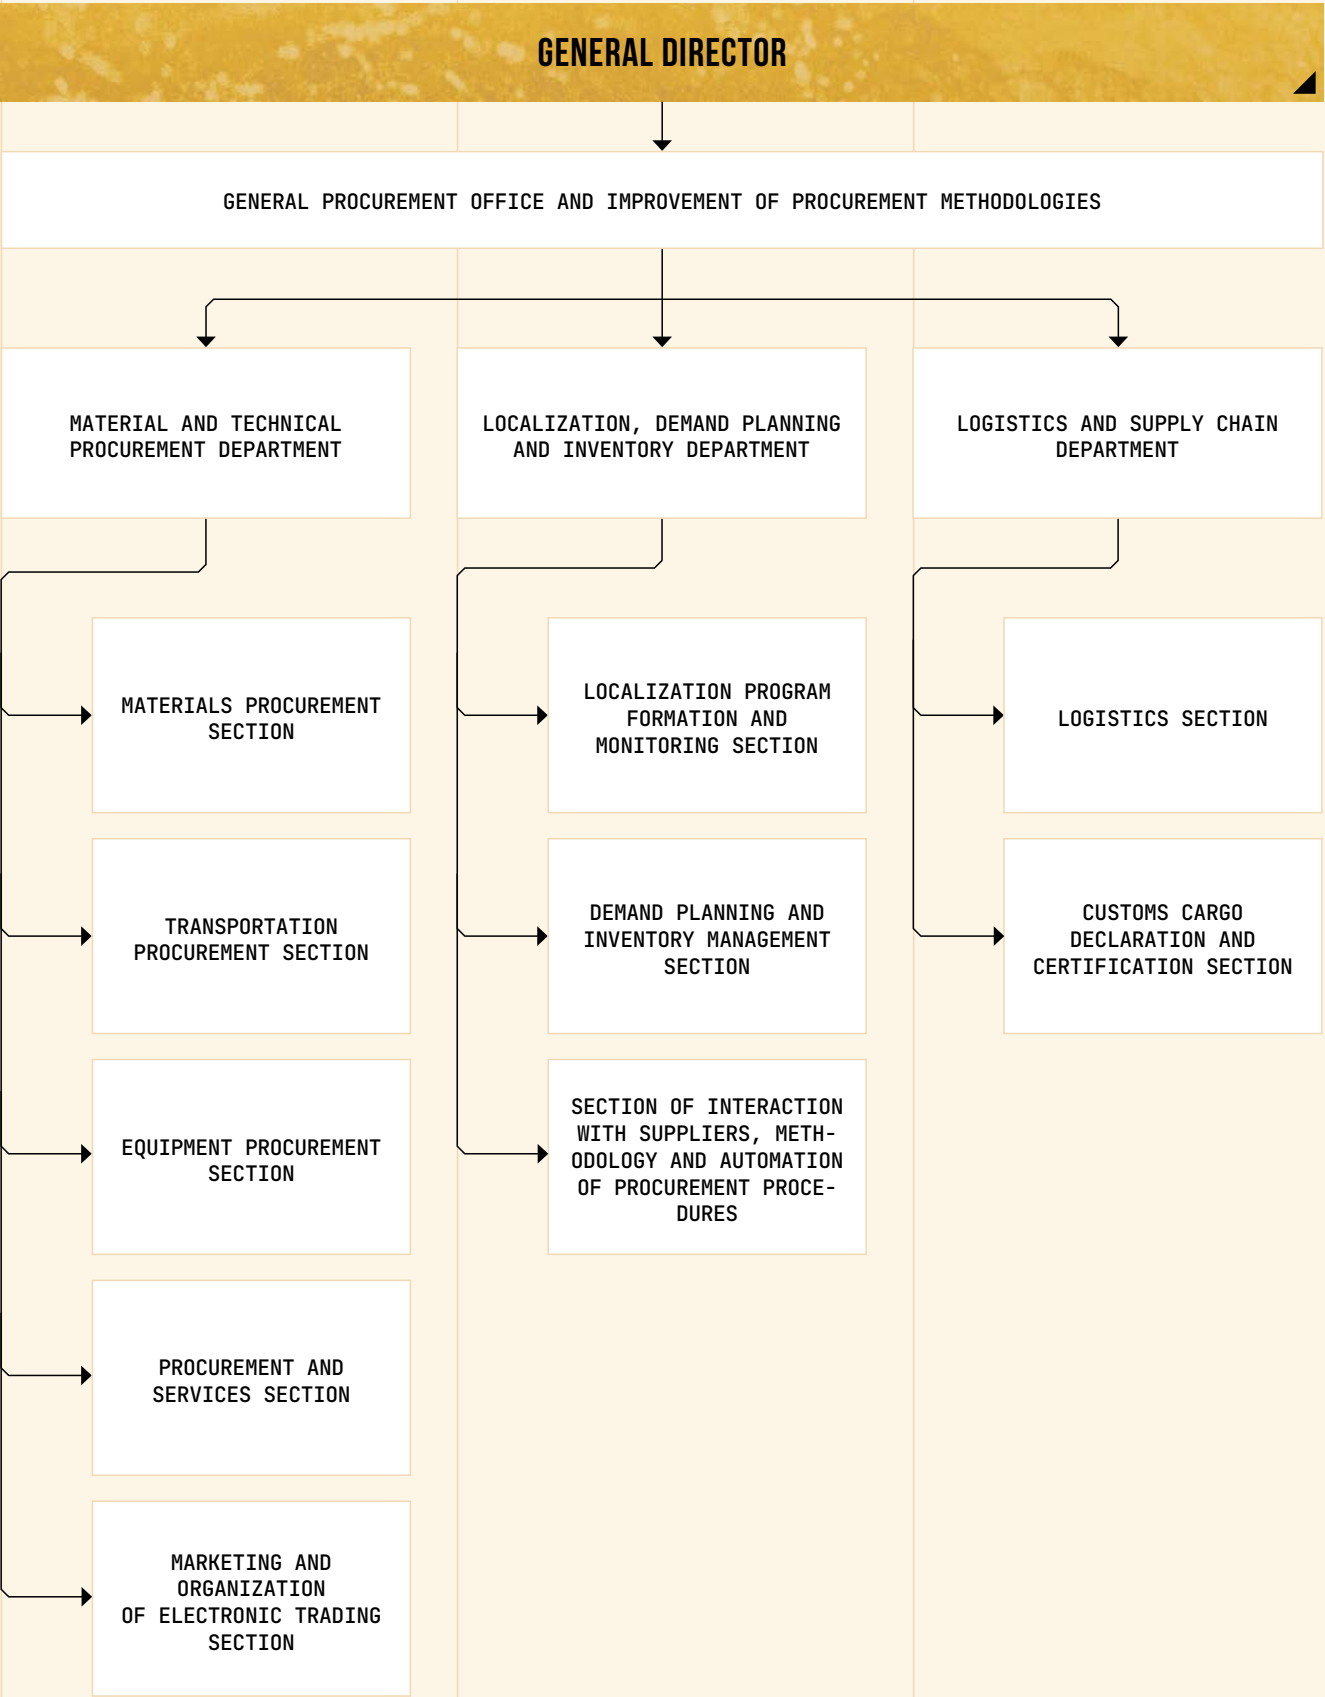 GENERAL DIRECTOR
GENERAL PROCUREMENT OFFICE AND IMPROVEMENT OF PROCUREMENT METHODOLOGIES
MATERIAL AND TECHNICAL
PROCUREMENT DEPARTMENT
LOCALIZATION, DEMAND PLANNING
AND INVENTORY DEPARTMENT
LOGISTICS AND SUPPLY CHAIN
DEPARTMENT
MATERIALS PROCUREMENT
SECTION
LOCALIZATION PROGRAM
FORMATION AND
MONITORING SECTION
LOGISTICS SECTION
TRANSPORTATION
PROCUREMENT SECTION
DEMAND PLANNING AND
INVENTORY MANAGEMENT
SECTION
CUSTOMS CARGO
DECLARATION AND
CERTIFICATION SECTION
EQUIPMENT PROCUREMENT
SECTION
SECTION OF INTERACTION
WITH SUPPLIERS, METH-
ODOLOGY AND AUTOMATION
OF PROCUREMENT PROCE-
DURES
PROCUREMENT AND
SERVICES SECTION
MARKETING AND
ORGANIZATION
OF ELECTRONIC TRADING
SECTION